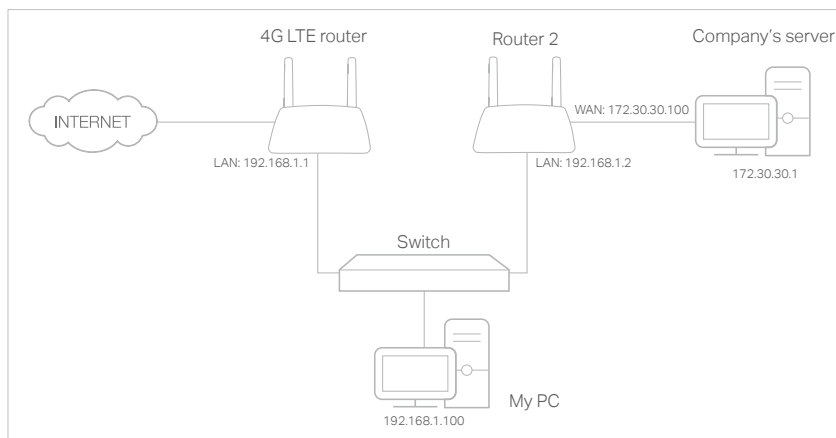 4G LTE router
Router 2
Company's server
INTERNET
WAN: 172.30.30.100
LAN: 192.168.1.1
LAN: 192.168.1.2
172.30.30.1
Switch
My PC
192.168.1.100